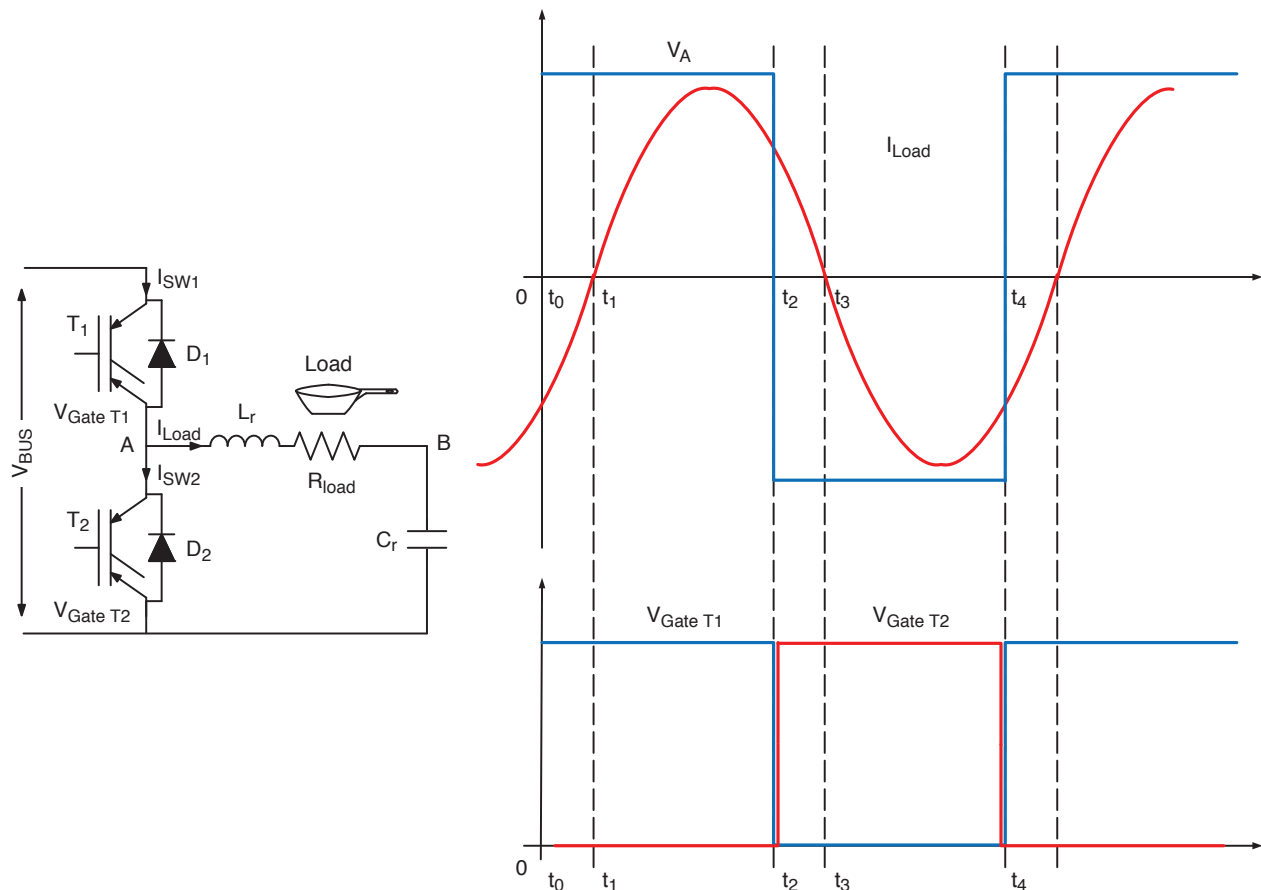 V_A
I_Load
0 t_0 t_1 t_2 t_3 t_4
I_SW1
T_1
D_1
Load
V_Gate T1
I_Load
L_r
A
B
V_BUS
I_SW2
R_load
T_2
D_2
C_r
V_Gate T2
V_Gate T1 V_Gate T2
0
t_0 t_1 t_2 t_3 t_4